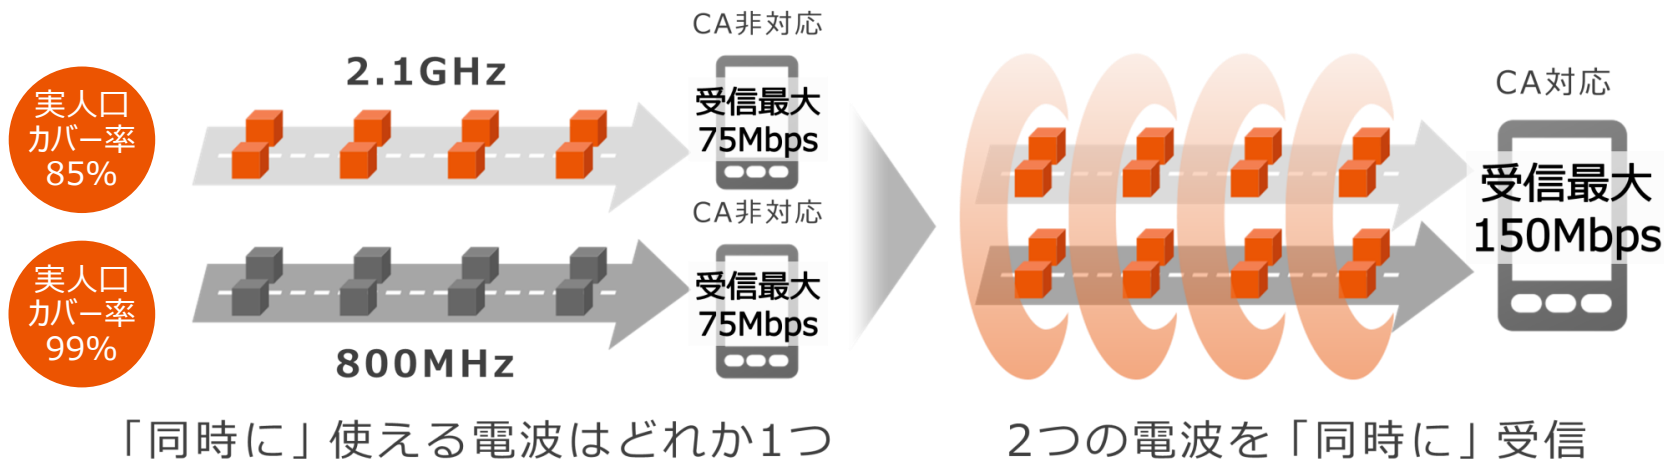 実人口
カバー率
85%
2.1GHz
CA非対応
受信最大
75Mbps
実人口
カバー率
99%
800MHz
CA非対応
受信最大
75Mbps
「同時に」使える電波はどれか1つ
CA対応
受信最大
150Mbps
2つの電波を「同時に」受信